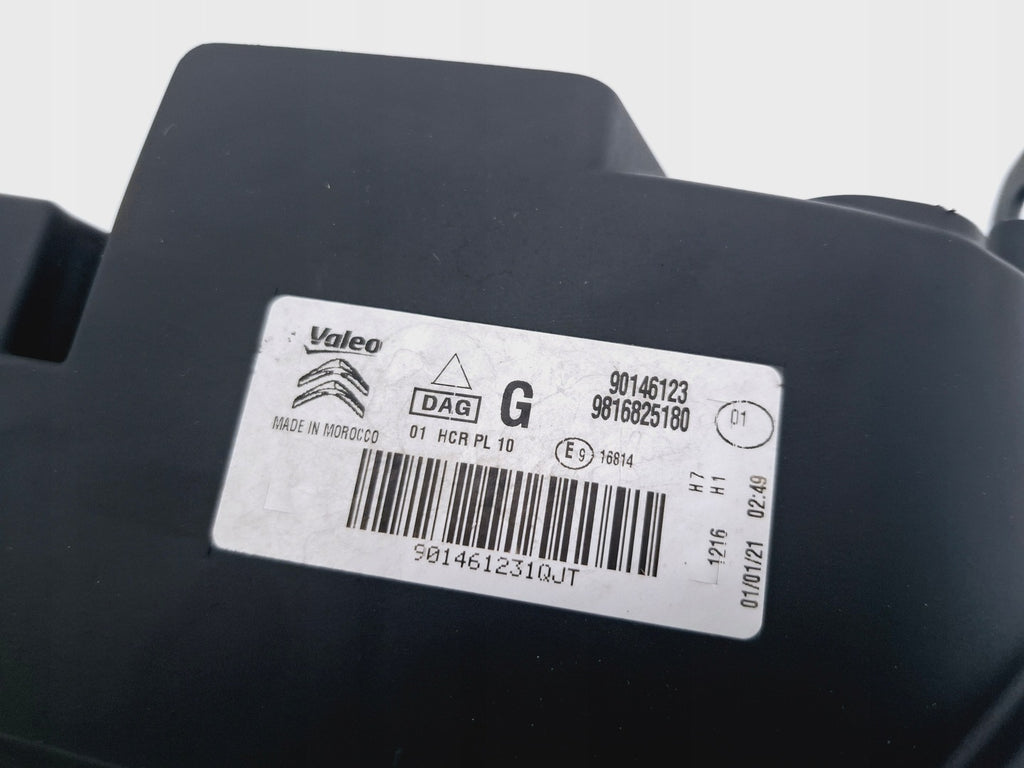 Valeo
MADE IN MOROCCO
DAG
01 HCR PL 10
G
90146123
9816825180
01
E 9 16814
H7
H1
1216
01/01/21 02:49
901461231QJT